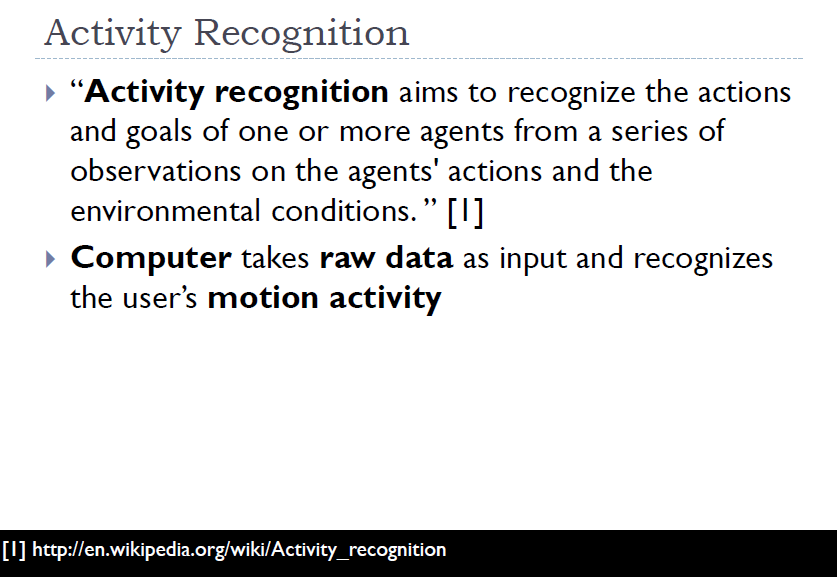 Activity Recognition
“Activity recognition aims to recognize the actions
and goals of one or more agents from a series of
observations on the agents' actions and the
environmental conditions. ” [1]
Computer takes raw data as input and recognizes
the user’s motion activity
[1] http://en.wikipedia.org/wiki/Activity_recognition